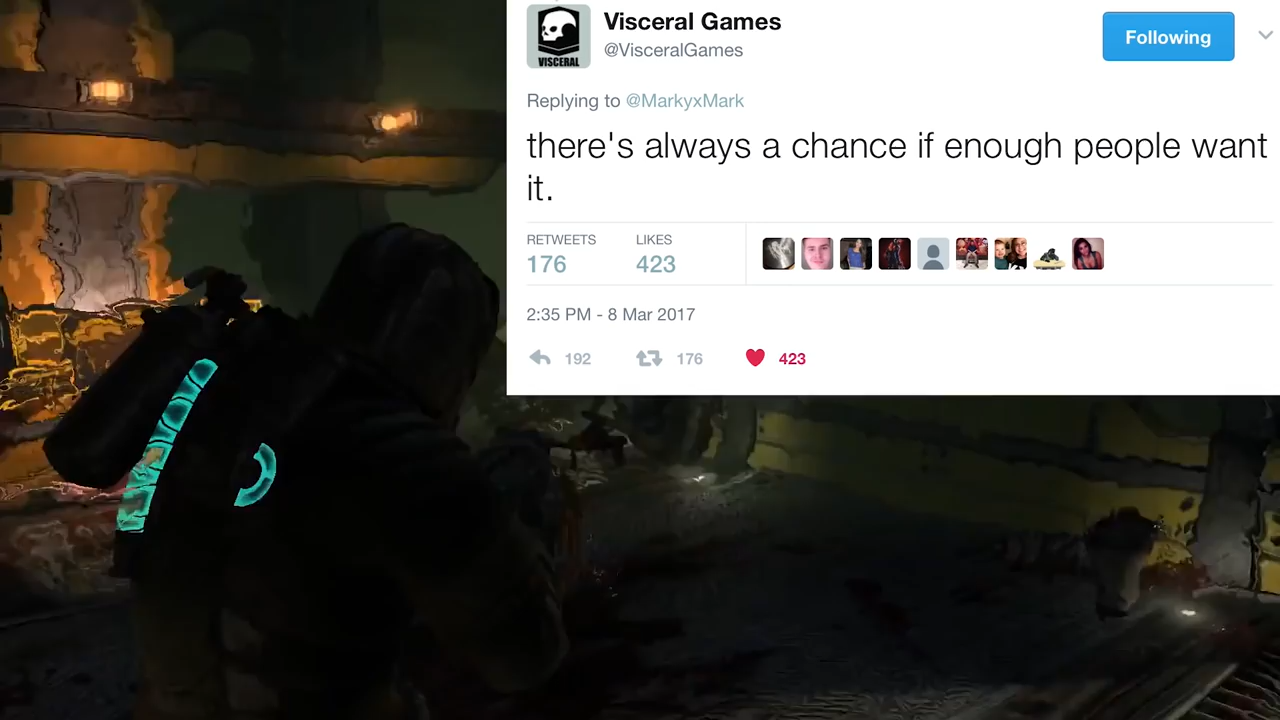 VISCERAL
Visceral Games
@VisceralGames
Following
Replying to @MarkyxMark
there's always a chance if enough people want
it.
RETWEETS LIKES
176 423
2:35 PM - 8 Mar 2017
192 176 423